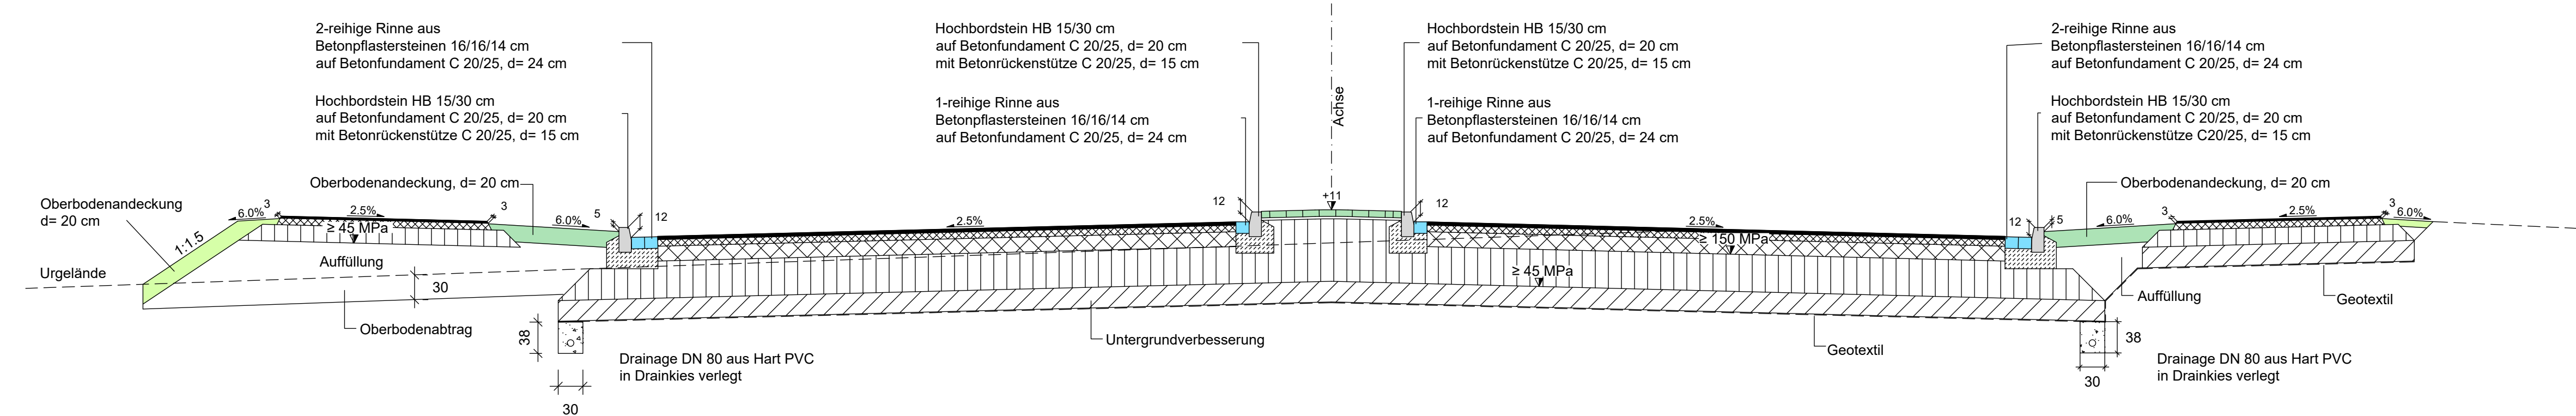 2-reihige Rinne aus
Betonpflastersteinen 16/16/14 cm
auf Betonfundament C 20/25, d= 24 cm
Hochbordstein HB 15/30 cm
auf Betonfundament C 20/25, d= 20 cm
mit Betonrückenstütze C 20/25, d= 15 cm
Hochbordstein HB 15/30 cm
auf Betonfundament C 20/25, d= 20 cm
mit Betonrückenstütze C 20/25, d= 15 cm
1-reihige Rinne aus
Betonpflastersteinen 16/16/14 cm
auf Betonfundament C 20/25, d= 24 cm
Achse
Hochbordstein HB 15/30 cm
auf Betonfundament C 20/25, d= 20 cm
mit Betonrückenstütze C 20/25, d= 15 cm
1-reihige Rinne aus
Betonpflastersteinen 16/16/14 cm
auf Betonfundament C 20/25, d= 24 cm
2-reihige Rinne aus
Betonpflastersteinen 16/16/14 cm
auf Betonfundament C 20/25, d= 24 cm
Hochbordstein HB 15/30 cm
auf Betonfundament C 20/25, d= 20 cm
mit Betonrückenstütze C20/25, d= 15 cm
Oberbodenandeckung, d= 20 cm
Oberbodenandeckung
d= 20 cm
1:1.5
6.0%
3
2.5%
3
6.0%
5
12
≥ 45 MPa
Auffüllung
Urgelände
30
Oberbodenabtrag
38
30
Drainage DN 80 aus Hart PVC
in Drainkies verlegt
2.5%
12
+11
12
2.5%
≥ 150 MPa
≥ 45 MPa
Untergrundverbesserung
Geotextil
12
5
6.0%
3
2.5%
3
6.0%
Oberbodenandeckung, d= 20 cm
Auffüllung
Geotextil
38
30
Drainage DN 80 aus Hart PVC
in Drainkies verlegt